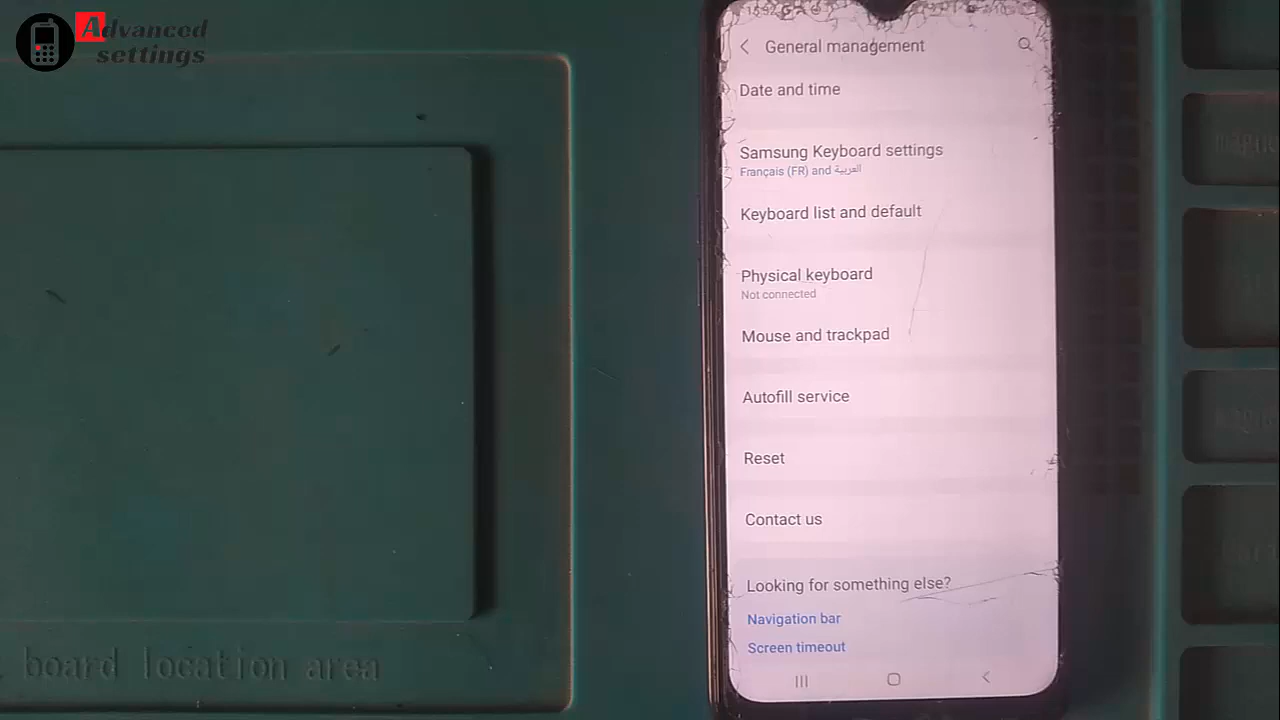 Advanced
settings
General management
Date and time
Samsung Keyboard settings
Français (FR) and العربية
Keyboard list and default
Physical keyboard
Not connected
Mouse and trackpad
Autofill service
Reset
Contact us
Looking for something else?
Navigation bar
Screen timeout
board location area